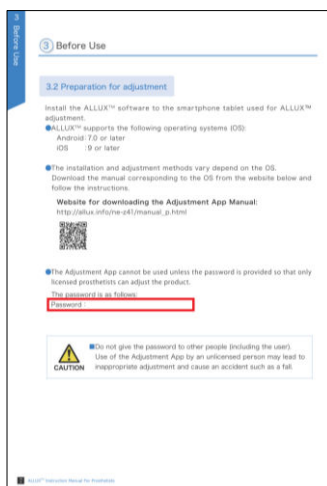 3 Before Use
3 Before Use
3.2 Preparation for adjustment
Install the ALLUX™ software to the smartphone tablet used for ALLUX™
adjustment.
●ALLUX™ supports the following operating systems (OS):
Android: 7.0 or later
iOS : 9 or later
●The installation and adjustment methods vary depend on the OS.
Download the manual corresponding to the OS from the website below and
follow the instructions.
Website for downloading the Adjustment App Manual:
http://allux.info/ne-z41/manual_p.html
●The Adjustment App cannot be used unless the password is provided so that only
licensed prosthetists can adjust the product.
The password is as follows:
Password :
CAUTION
■Do not give the password to other people (including the user).
Use of the Adjustment App by an unlicensed person may lead to
inappropriate adjustment and cause an accident such as a fall.
ALLUX™ Instruction Manual for Prosthetists